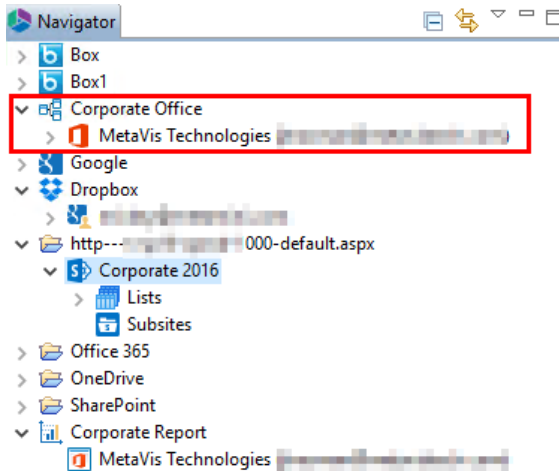 Navigator
Box
Box1
Corporate Office
MetaVis Technologies
Google
Dropbox
http--- 000-default.aspx
Corporate 2016
Lists
Subsites
Office 365
OneDrive
SharePoint
Corporate Report
MetaVis Technologies